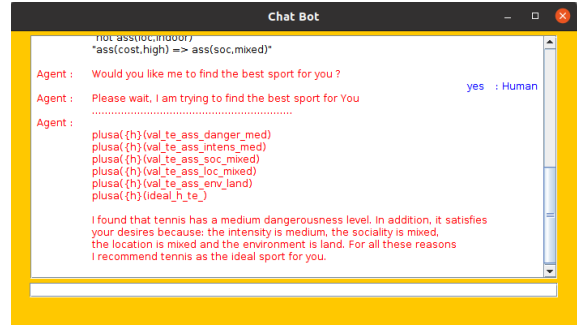 Chat Bot
not ass(loc,indoor)
"ass(cost,high) => ass(soc,mixed)"
Agent : Would you like me to find the best sport for you ?
yes : Human
Agent : Please wait, I am trying to find the best sport for You
Agent : ............................................................
plusa({h}(val_te_ass_danger_med)
plusa({h}(val_te_ass_intens_med)
plusa({h}(val_te_ass_soc_mixed)
plusa({h}(val_te_ass_loc_mixed)
plusa({h}(val_te_ass_env_land)
plusa({h}(ideal_h_te_)
I found that tennis has a medium dangerousness level. In addition, it satisfies
your desires because: the intensity is medium, the sociality is mixed,
the location is mixed and the environment is land. For all these reasons
I recommend tennis as the ideal sport for you.